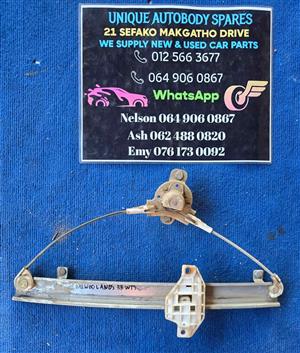 UNIQUE AUTOBODY SPARES
21 SEFAKO MAKGATHO DRIVE
WE SUPPLY NEW & USED CAR PARTS
012 566 3677
064 906 0867
WhatsApp
Nelson 064 906 0867
Ash 062 488 0820
Emy 076 173 0092